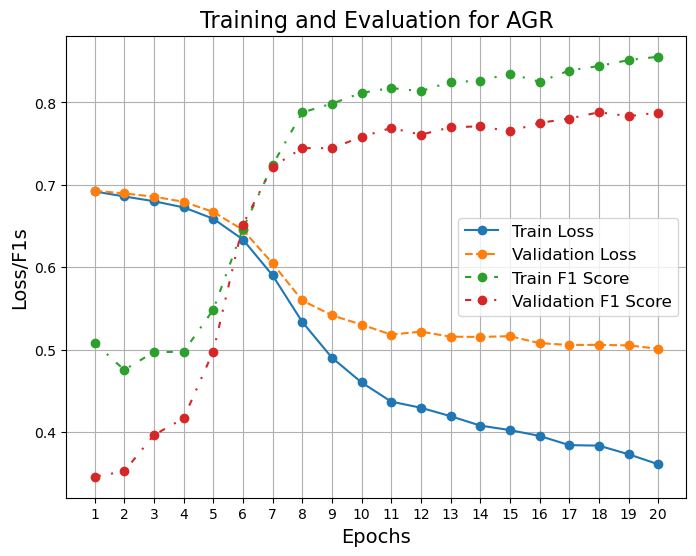 Training and Evaluation for AGR
Loss/F1s
0.8
0.7
0.6
0.5
0.4
Train Loss
Validation Loss
Train F1 Score
Validation F1 Score
1 2 3 4 5 6 7 8 9 10 11 12 13 14 15 16 17 18 19 20
Epochs